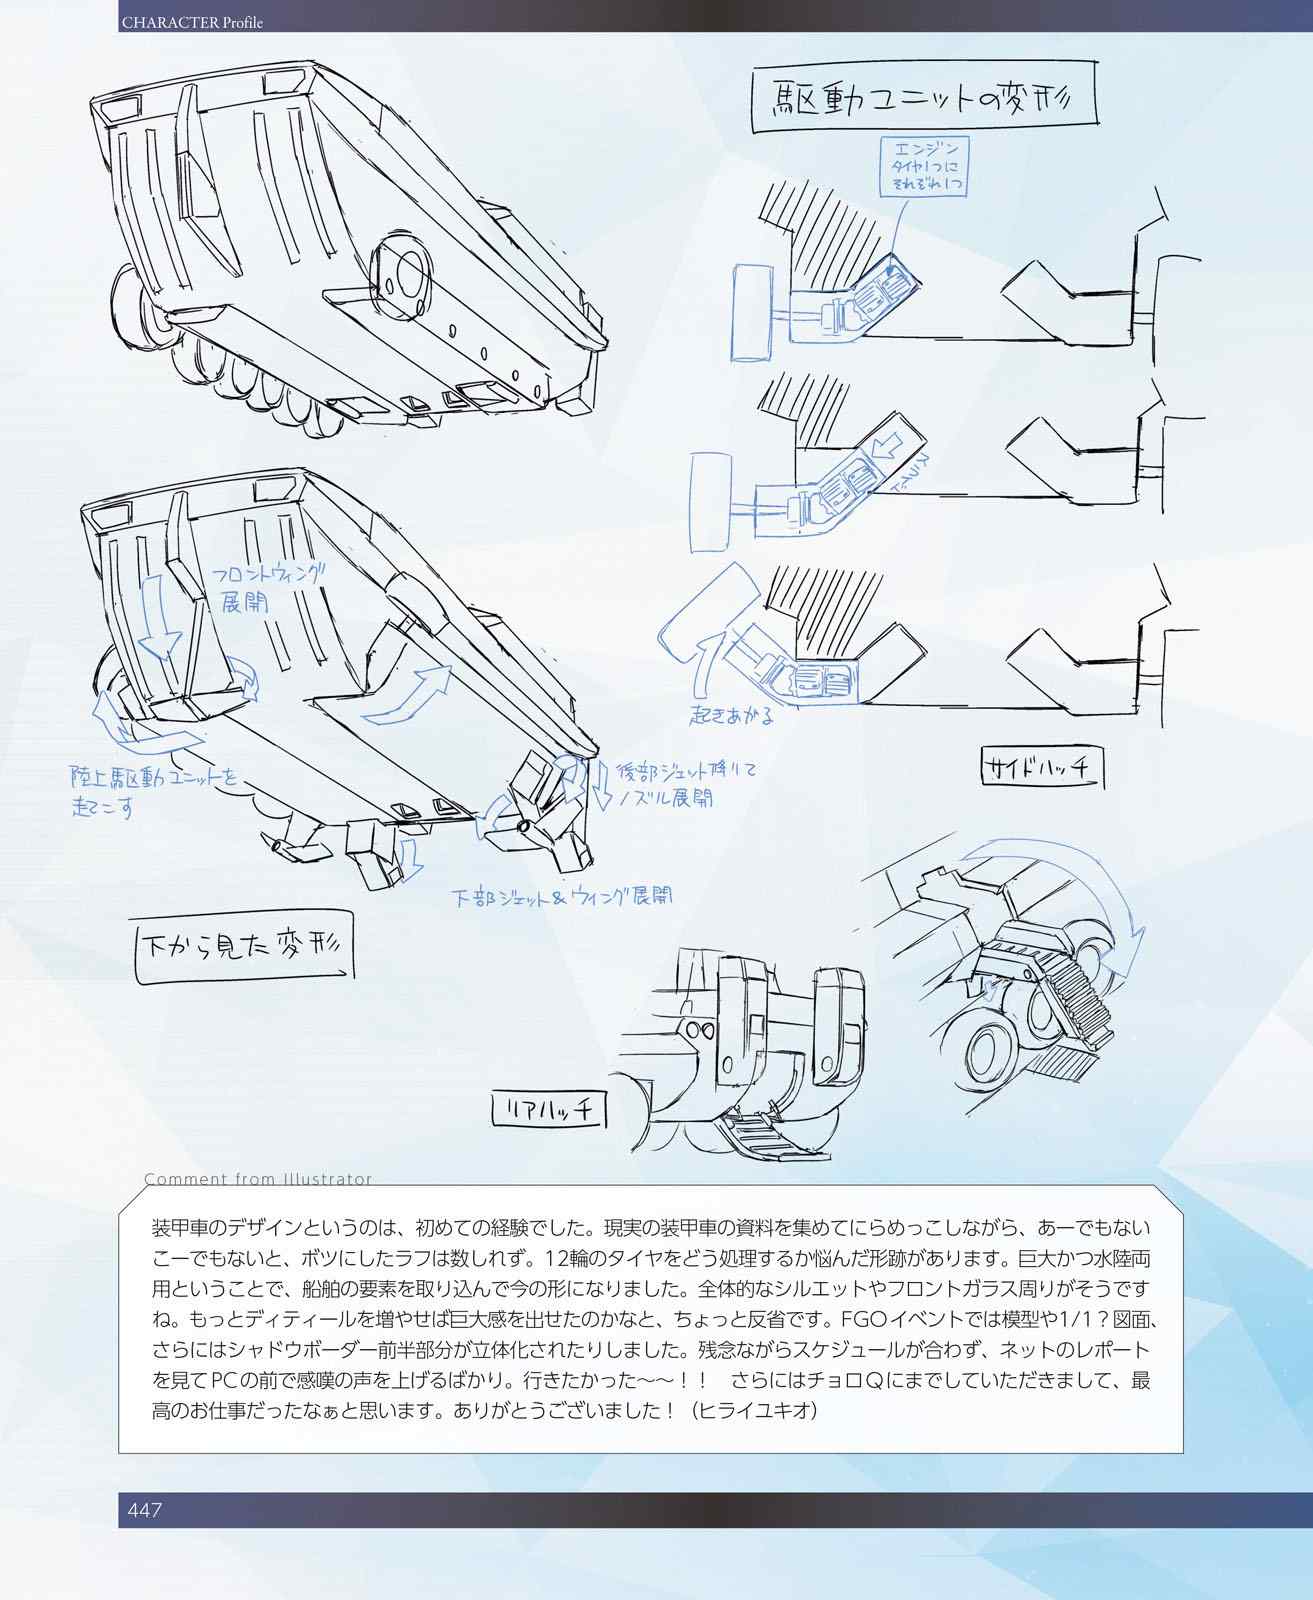 CHARACTER Profile
駆動ユニットの変形
エンジン
タイヤ1つに
それぞれ1つ
スライド
起きあがる
フロントウィング
展開
陸上駆動ユニットを
起こす
後部ジェット降りて
ノズル展開
下部ジェット&ウィング展開
下から見た変形
サイドハッチ
リアハッチ
Comment from Illustrator
装甲車のデザインというのは、初めての経験でした。現実の装甲車の資料を集めてにらめっこしながら、あーでもない
こーでもないと、ボツにしたラフは数しれず。12輪のタイヤをどう処理するか悩んだ形跡があります。巨大かつ水陸両
用ということで、船舶の要素を取り込んで今の形になりました。全体的なシルエットやフロントガラス周りがそうです
ね。もっとディティールを増やせば巨大感を出せたのかなと、ちょっと反省です。FGOイベントでは模型や1/1？図面、
さらにはシャドウボーダー前半部分が立体化されたりしました。残念ながらスケジュールが合わず、ネットのレポート
を見てPCの前で感嘆の声を上げるばかり。行きたかった〜〜！！　さらにはチョロQにまでしていただきまして、最
高のお仕事だったなぁと思います。ありがとうございました！（ヒライユキオ）
447